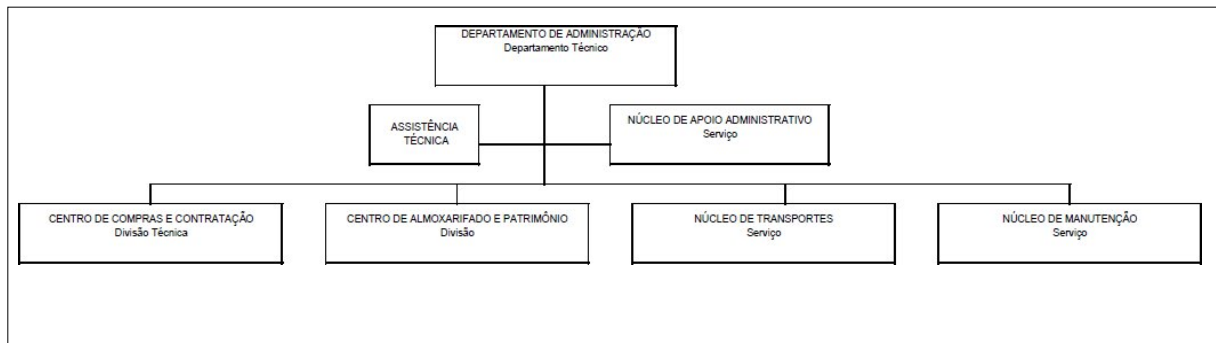 DEPARTAMENTO DE ADMINISTRAÇÃO
Departamento Técnico
ASSISTÊNCIA
TÉCNICA
NÚCLEO DE APOIO ADMINISTRATIVO
Serviço
CENTRO DE COMPRAS E CONTRATAÇÃO
Divisão Técnica
CENTRO DE ALMOXARIFADO E PATRIMÔNIO
Divisão
NÚCLEO DE TRANSPORTES
Serviço
NÚCLEO DE MANUTENÇÃO
Serviço